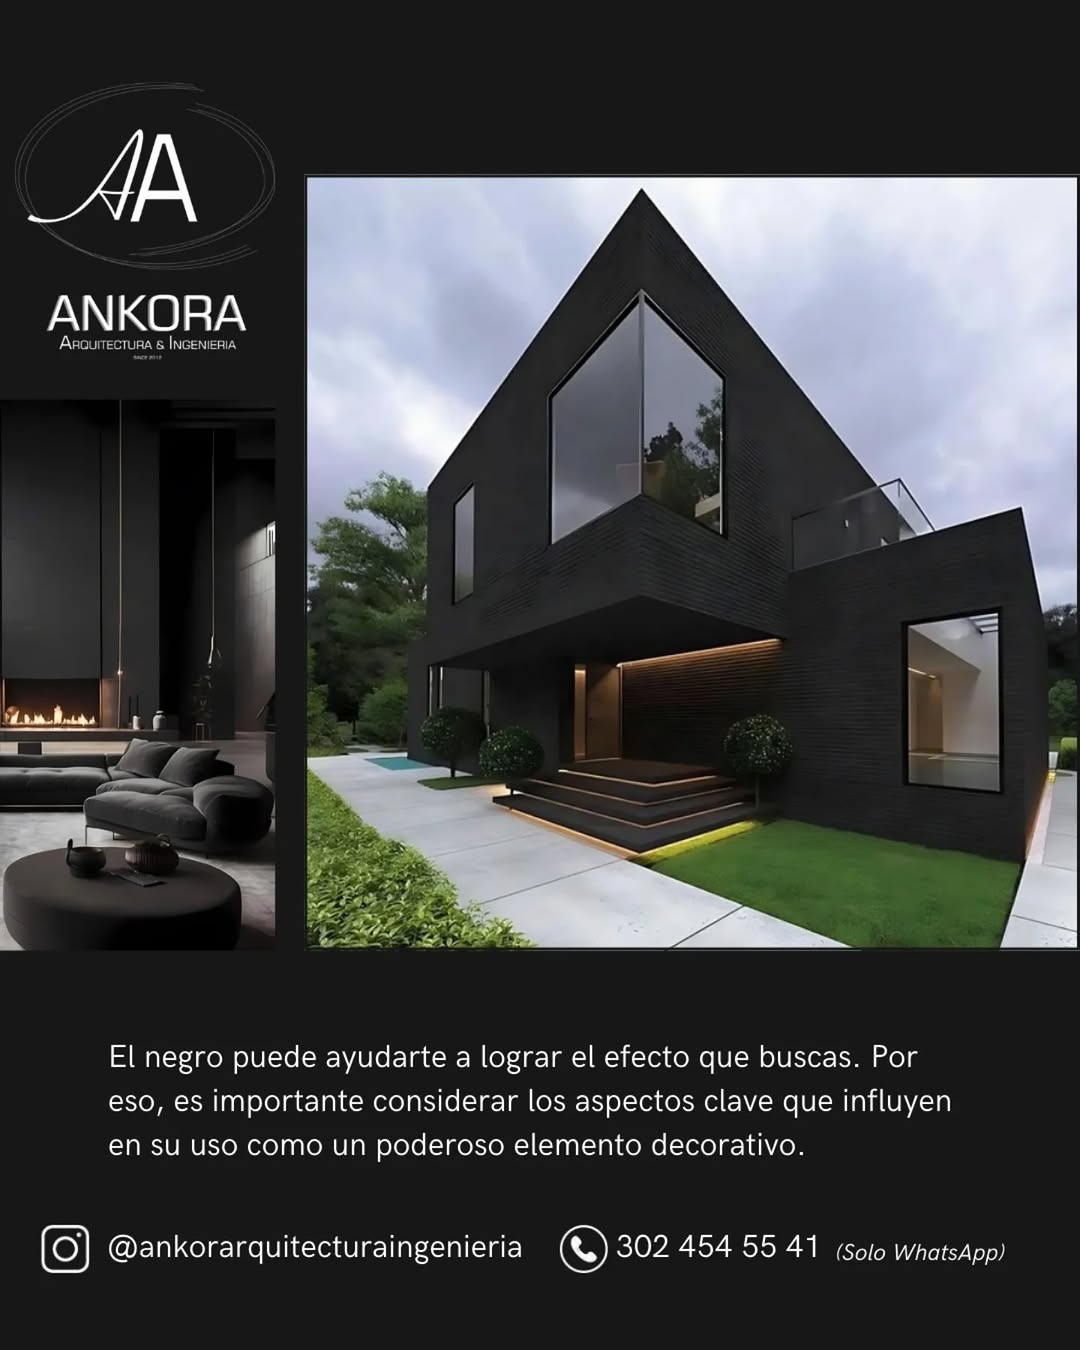 AA
ANKORA
ARQUITECTURA & INGENIERIA
SINCE 2012
El negro puede ayudarte a lograr el efecto que buscas. Por
eso, es importante considerar los aspectos clave que influyen
en su uso como un poderoso elemento decorativo.
@ankorarquitecturaingenieria
302 454 55 41 (Solo WhatsApp)